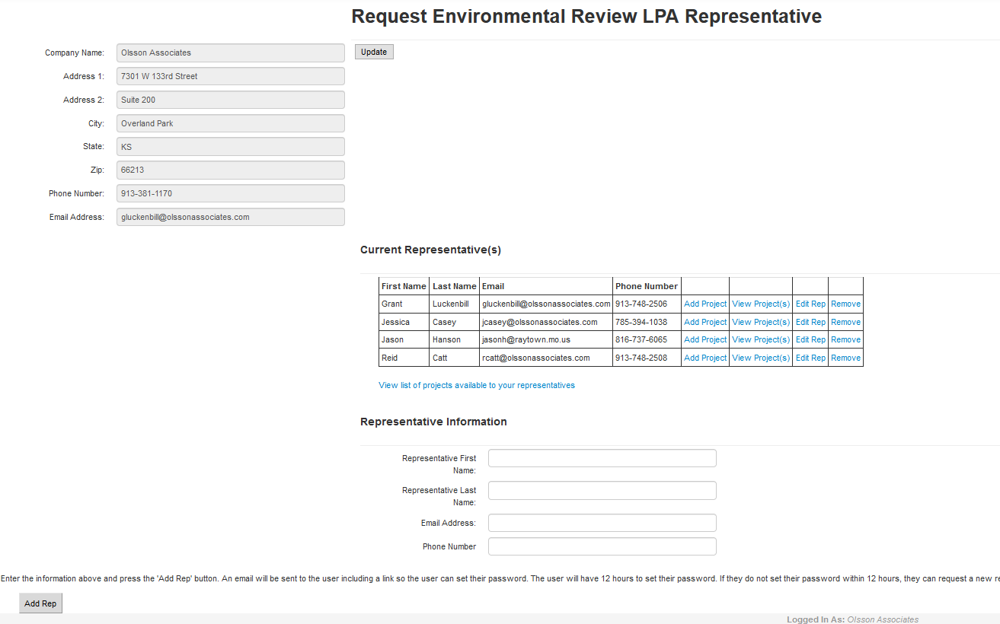 Request Environmental Review LPA Representative
Company Name: Olsson Associates Update
Address 1: 7301 W 133rd Street
Address 2: Suite 200
City: Overland Park
State: KS
Zip: 66213
Phone Number: 913-381-1170
Email Address: gluckenbill@olssonassociates.com
Current Representative(s)
First Name Last Name Email Phone Number
Grant Luckenbill gluckenbill@olssonassociates.com 913-748-2506 Add Project View Project(s) Edit Rep Remove
Jessica Casey jcasey@olssonassociates.com 785-394-1038 Add Project View Project(s) Edit Rep Remove
Jason Hanson jasonh@raytown.mo.us 816-737-6065 Add Project View Project(s) Edit Rep Remove
Reid Catt rcatt@olssonassociates.com 913-748-2508 Add Project View Project(s) Edit Rep Remove
View list of projects available to your representatives
Representative Information
Representative First
Name:
Representative Last
Name:
Email Address:
Phone Number
Enter the information above and press the 'Add Rep' button. An email will be sent to the user including a link so the user can set their password. The user will have 12 hours to set their password. If they do not set their password within 12 hours, they can request a new re
Add Rep
Logged In As: Olsson Associates